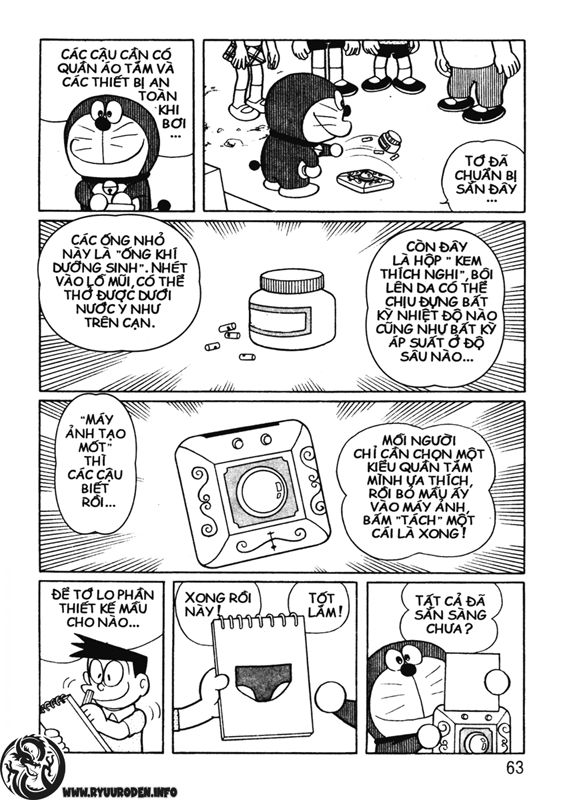 CÁC CẬU CẦN CÓ
QUẦN ÁO TẮM VÀ
CÁC THIẾT BỊ AN
TOÀN
KHI
BƠI
...
TỚ ĐÃ
CHUẨN BỊ
SẴN ĐÂY
...
CÁC ỐNG NHỎ
NÀY LÀ "ỐNG KHÍ
DƯỠNG SINH". NHÉT
VÀO LỖ MŨI, CÓ THỂ
THỞ ĐƯỢC DƯỚI
NƯỚC Y NHƯ
TRÊN CẠN.
CÒN ĐÂY
LÀ HỘP " KEM
THÍCH NGHI", BÔI
LÊN DA CÓ THỂ
CHỊU ĐỰNG BẤT
KỲ NHIỆT ĐỘ NÀO
CŨNG NHƯ BẤT KỲ
ÁP SUẤT Ở ĐỘ
SÂU NÀO...
"MÁY
ẢNH TẠO
MỐT"
THÌ
CÁC CẬU
BIẾT
RỒI...
MỖI NGƯỜI
CHỈ CẦN CHỌN MỘT
KIỂU QUẦN TẮM
MÌNH ƯA THÍCH,
RỒI BỎ MẪU ẤY
VÀO MÁY ẢNH,
BẤM "TÁCH" MỘT
CÁI LÀ XONG!
ĐỂ TỚ LO PHẦN
THIẾT KẾ MẪU
CHO NÀO...
XONG RỒI
NÀY!
TỐT
LẮM!
TẤT CẢ ĐÃ
SẴN SÀNG
CHƯA?
63
WWW.RYUURODEN.INFO